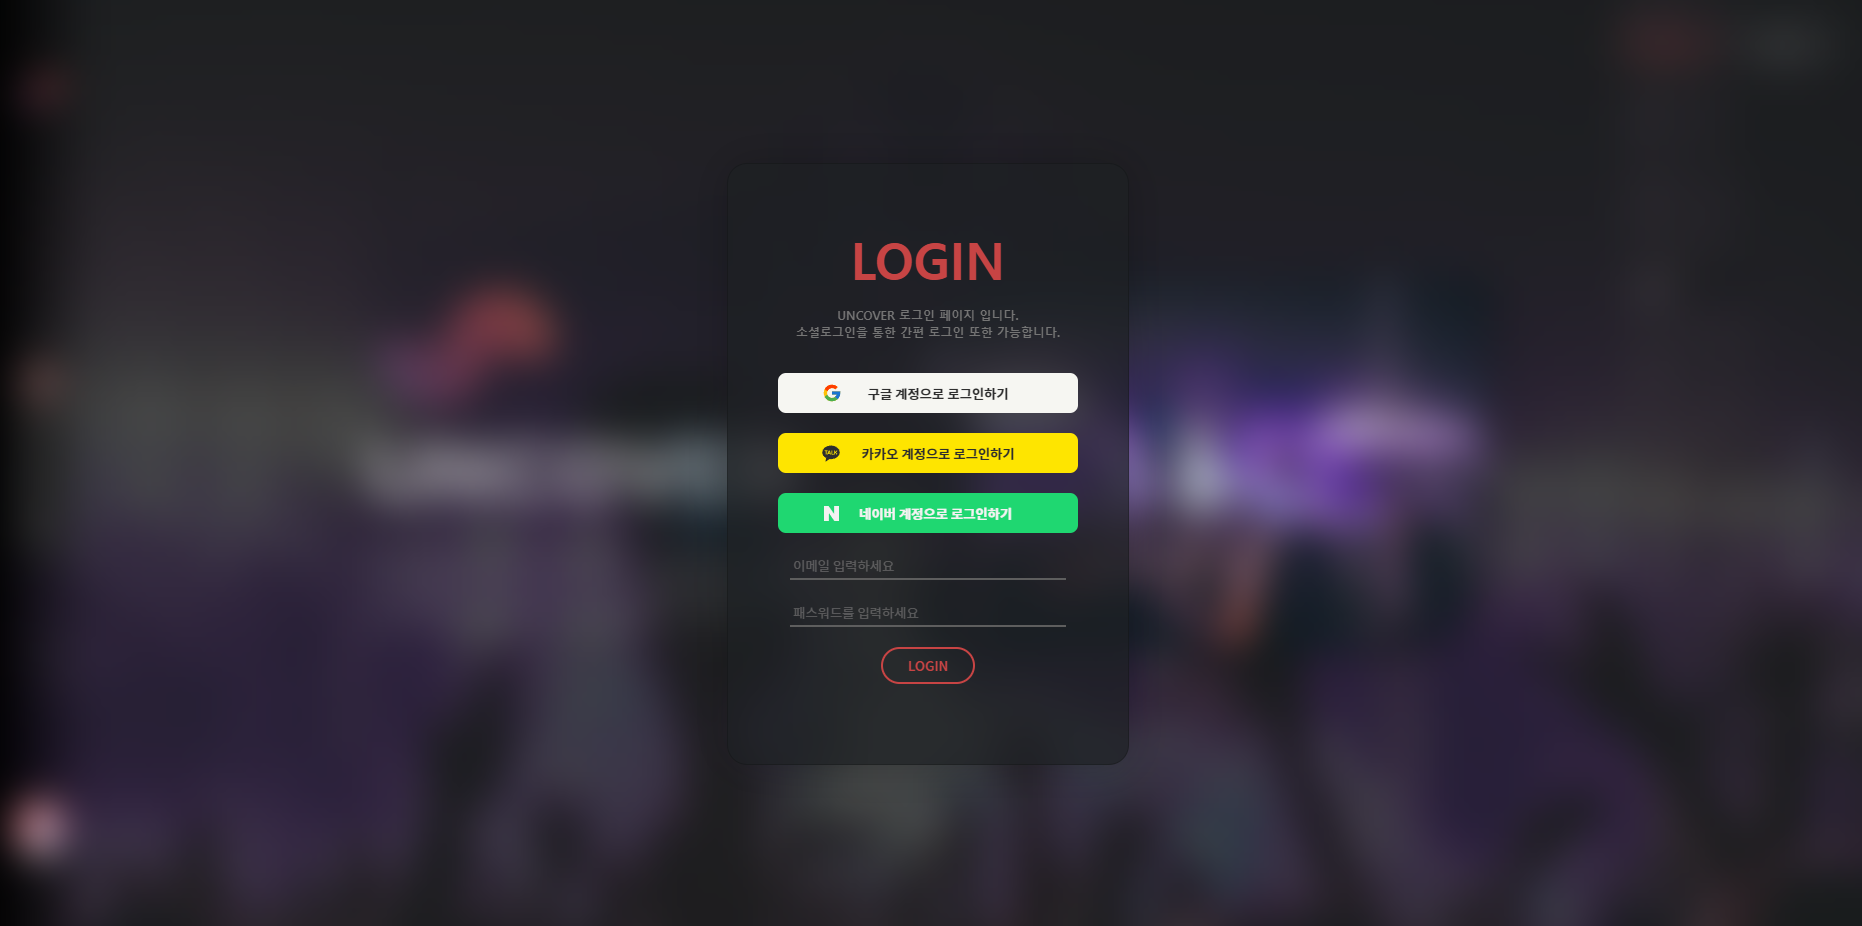 LOGIN
UNCOVER 로그인 페이지 입니다.
소셜로그인을 통한 간편 로그인 또한 가능합니다.
구글 계정으로 로그인하기
TALK 카카오 계정으로 로그인하기
N 네이버 계정으로 로그인하기
이메일 입력하세요
패스워드를 입력하세요
LOGIN